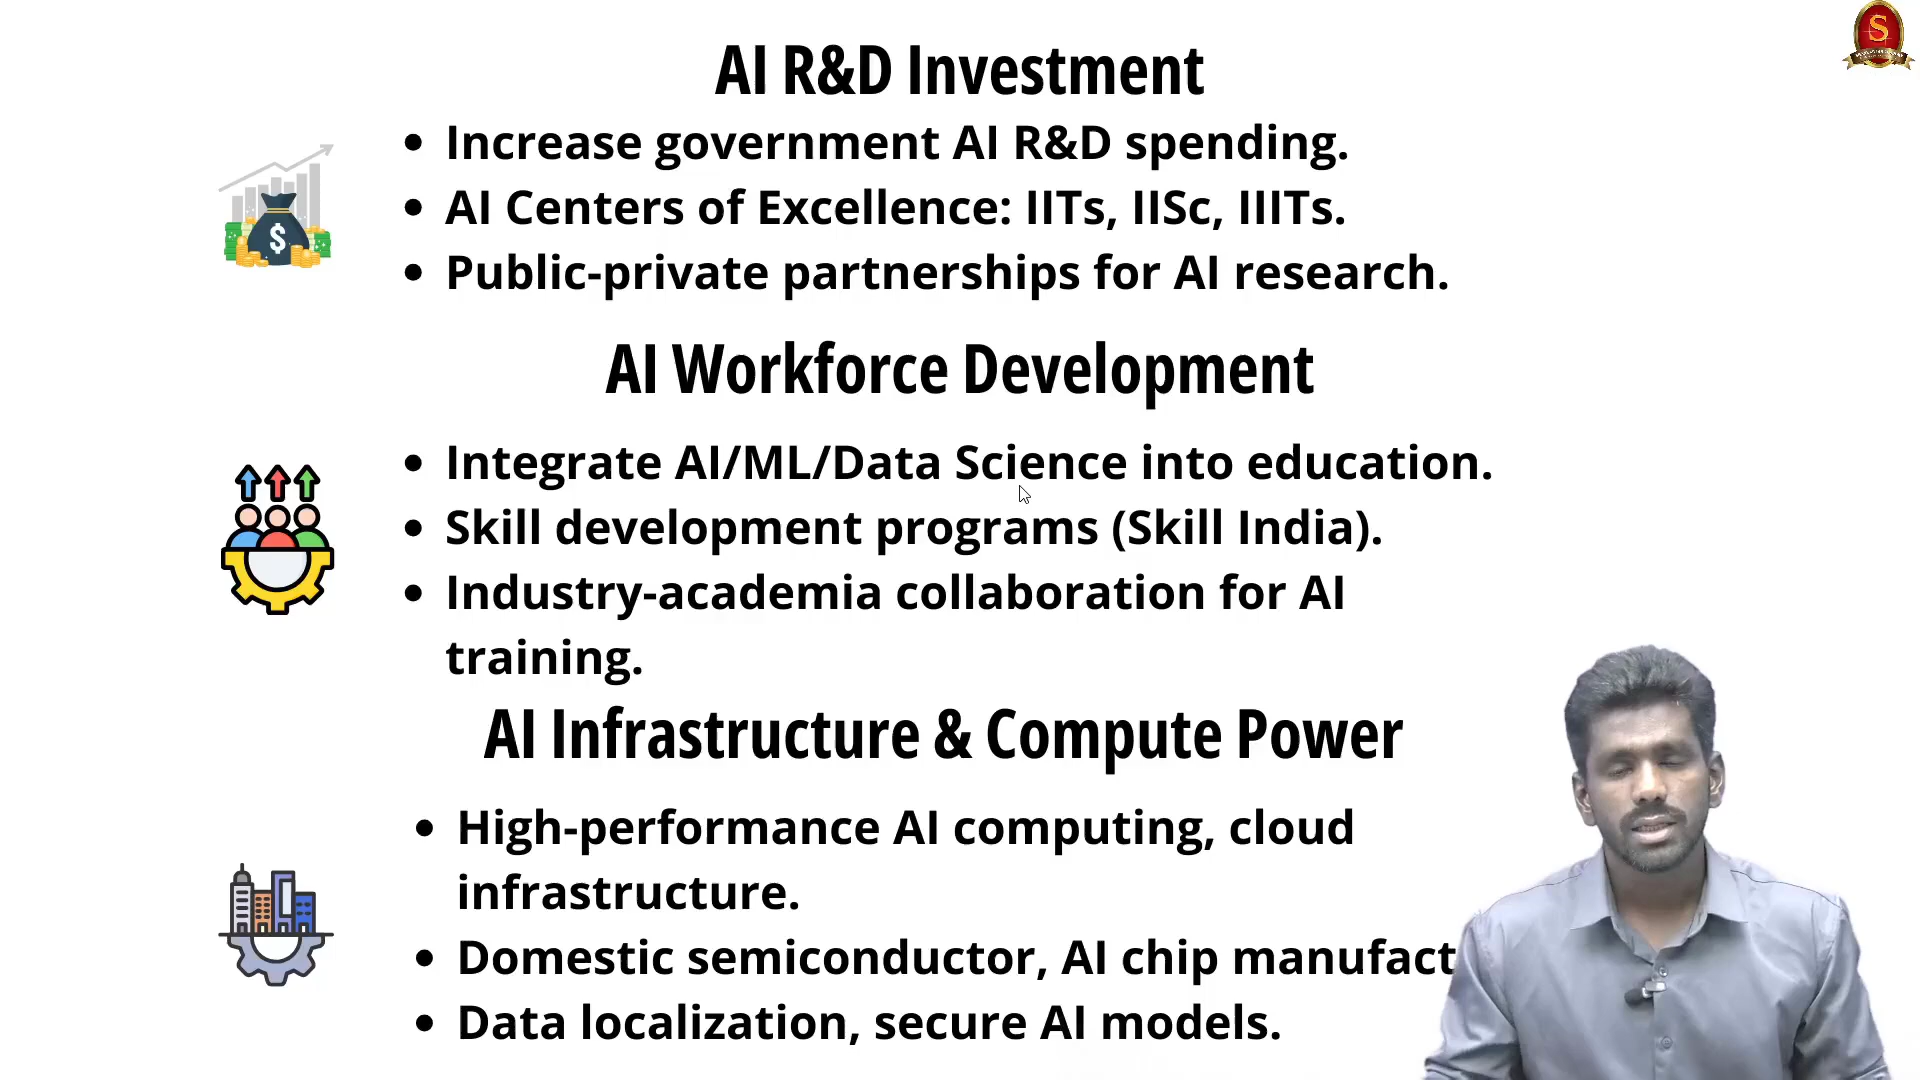 AI R&D Investment
• Increase government AI R&D spending.
• AI Centers of Excellence: IITs, IISc, IIITs.
• Public-private partnerships for AI research.
AI Workforce Development
• Integrate AI/ML/Data Science into education.
• Skill development programs (Skill India).
• Industry-academia collaboration for AI
training.
AI Infrastructure & Compute Power
• High-performance AI computing, cloud
infrastructure.
• Domestic semiconductor, AI chip manufact
• Data localization, secure AI models.
S
$